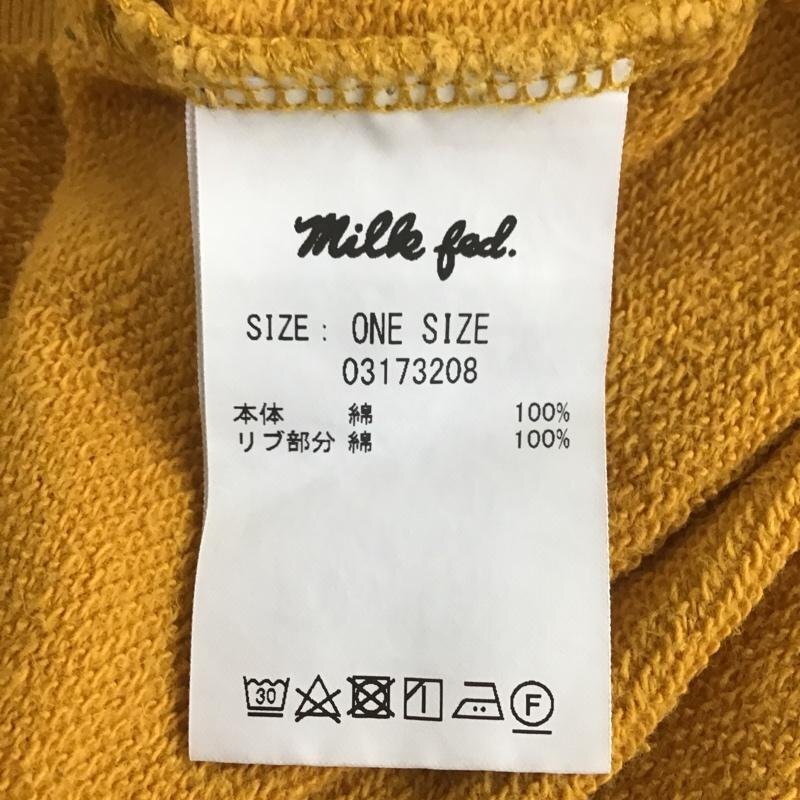 Milk fed.
SIZE: ONE SIZE
03173208
本体 綿 100%
リブ部分 綿 100%
30 F